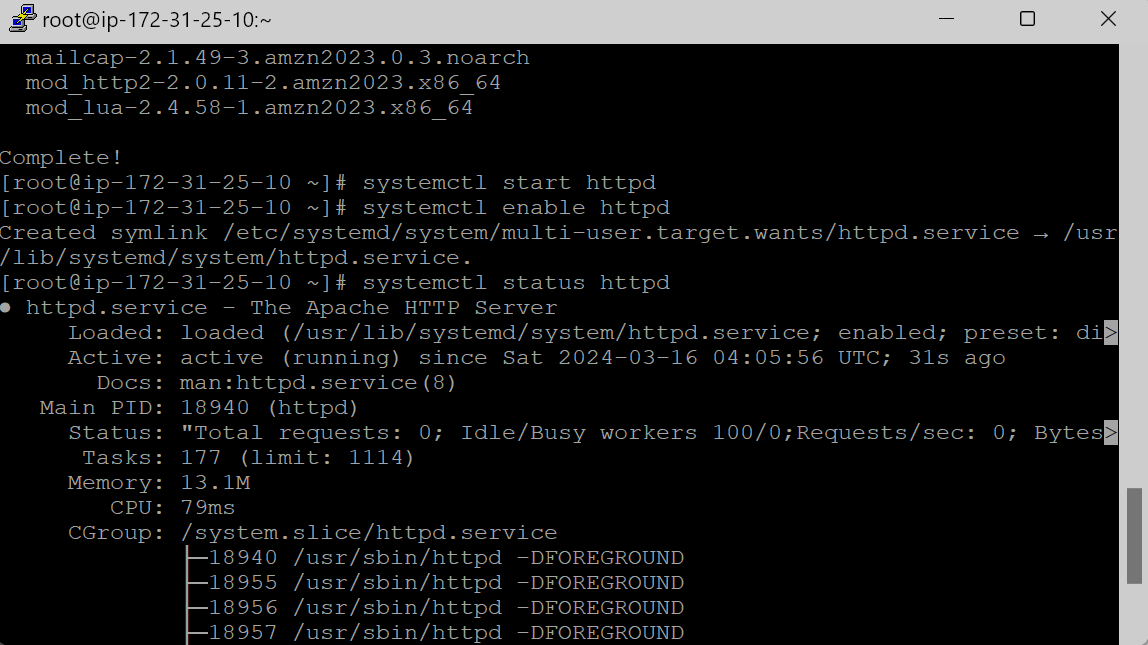 root@ip-172-31-25-10:~
mailcap-2.1.49-3.amzn2023.0.3.noarch
mod_http2-2.0.11-2.amzn2023.x86_64
mod_lua-2.4.58-1.amzn2023.x86_64
Complete!
[root@ip-172-31-25-10 ~]# systemctl start httpd
[root@ip-172-31-25-10 ~]# systemctl enable httpd
Created symlink /etc/systemd/system/multi-user.target.wants/httpd.service → /usr
/lib/systemd/system/httpd.service.
[root@ip-172-31-25-10 ~]# systemctl status httpd
● httpd.service - The Apache HTTP Server
Loaded: loaded (/usr/lib/systemd/system/httpd.service; enabled; preset: di>
Active: active (running) since Sat 2024-03-16 04:05:56 UTC; 31s ago
Docs: man:httpd.service(8)
Main PID: 18940 (httpd)
Status: "Total requests: 0; Idle/Busy workers 100/0;Requests/sec: 0; Bytes>
Tasks: 177 (limit: 1114)
Memory: 13.1M
CPU: 79ms
CGroup: /system.slice/httpd.service
├─18940 /usr/sbin/httpd -DFOREGROUND
├─18955 /usr/sbin/httpd -DFOREGROUND
├─18956 /usr/sbin/httpd -DFOREGROUND
├─18957 /usr/sbin/httpd -DFOREGROUND